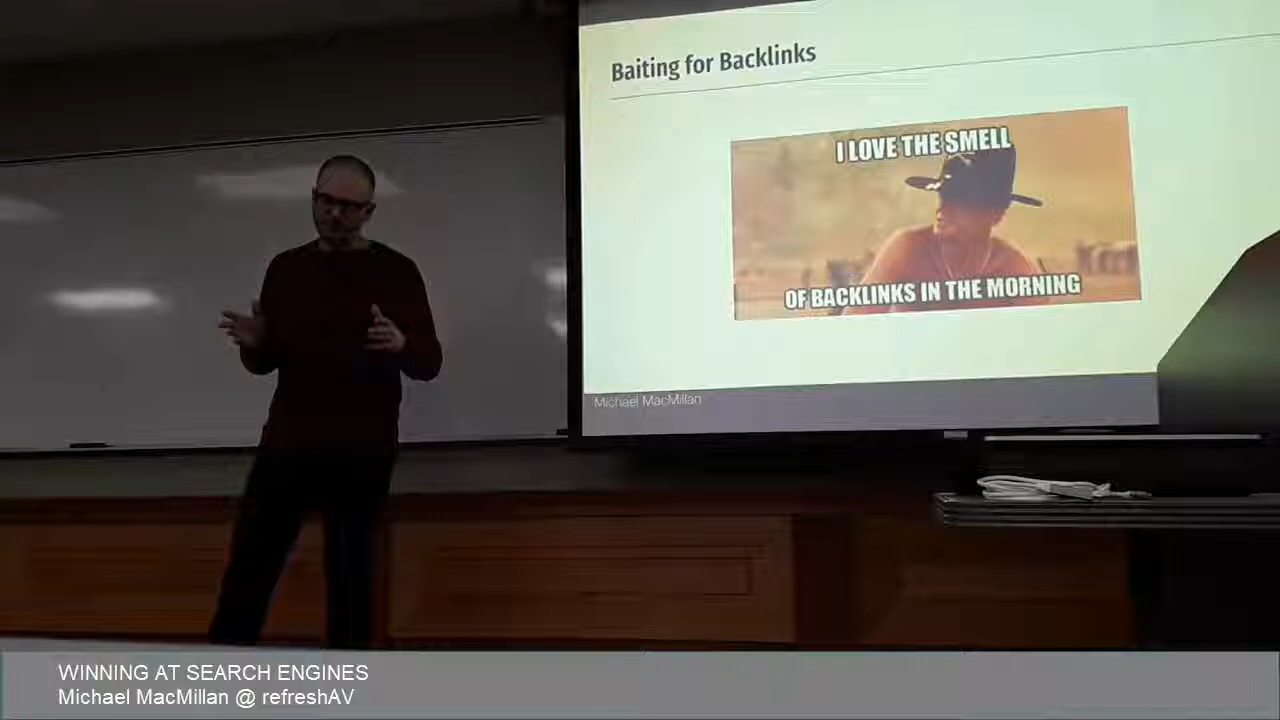 Baiting for Backlinks
I LOVE THE SMELL
OF BACKLINKS IN THE MORNING
Michael MacMillan
WINNING AT SEARCH ENGINES
Michael MacMillan @ refreshAV